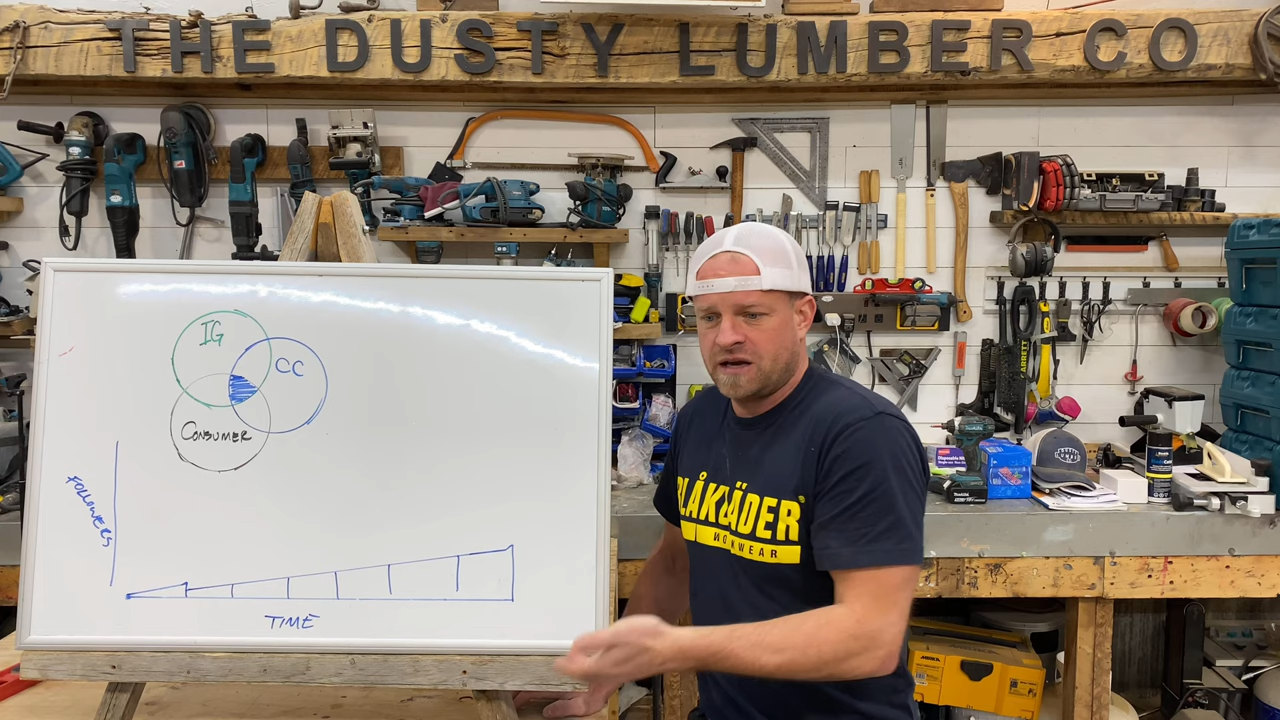 THE DUSTY LUMBER CO
IG
CC
CONSUMER
FOLLOWERS
TIME
BLÅKLÄDER
WORKWEAR